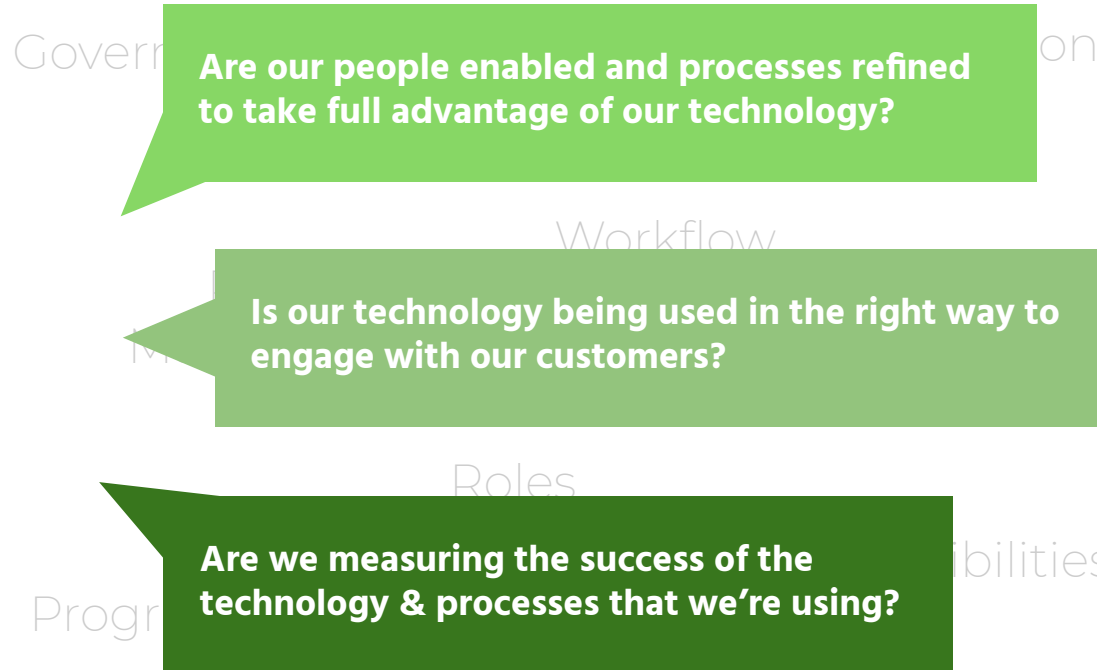 Are our people enabled and processes refined
to take full advantage of our technology?
Workflow
Is our technology being used in the right way to
engage with our customers?
Roles
Are we measuring the success of the
technology & processes that we’re using?